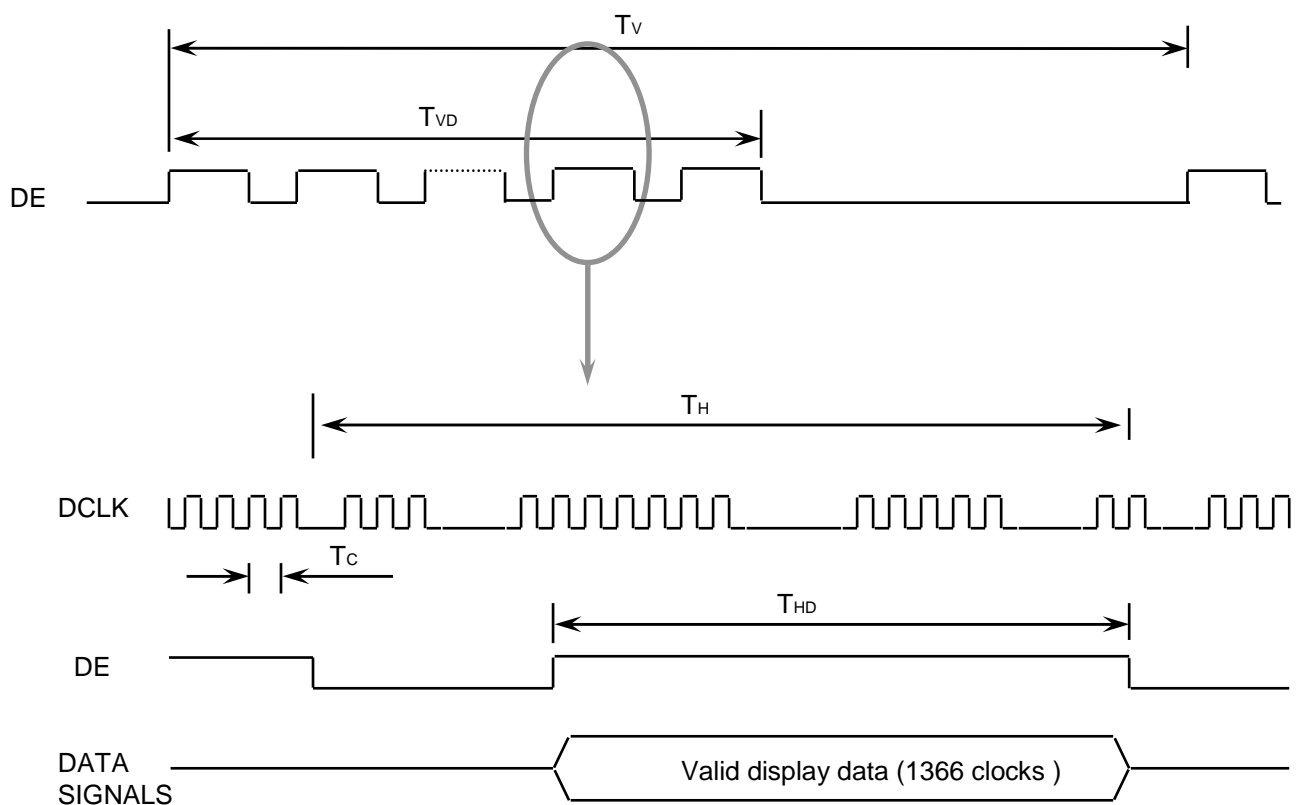 TV
TVD
DE
TH
DCLK
TC
THD
DE
DATA
SIGNALS
Valid display data (1366 clocks )